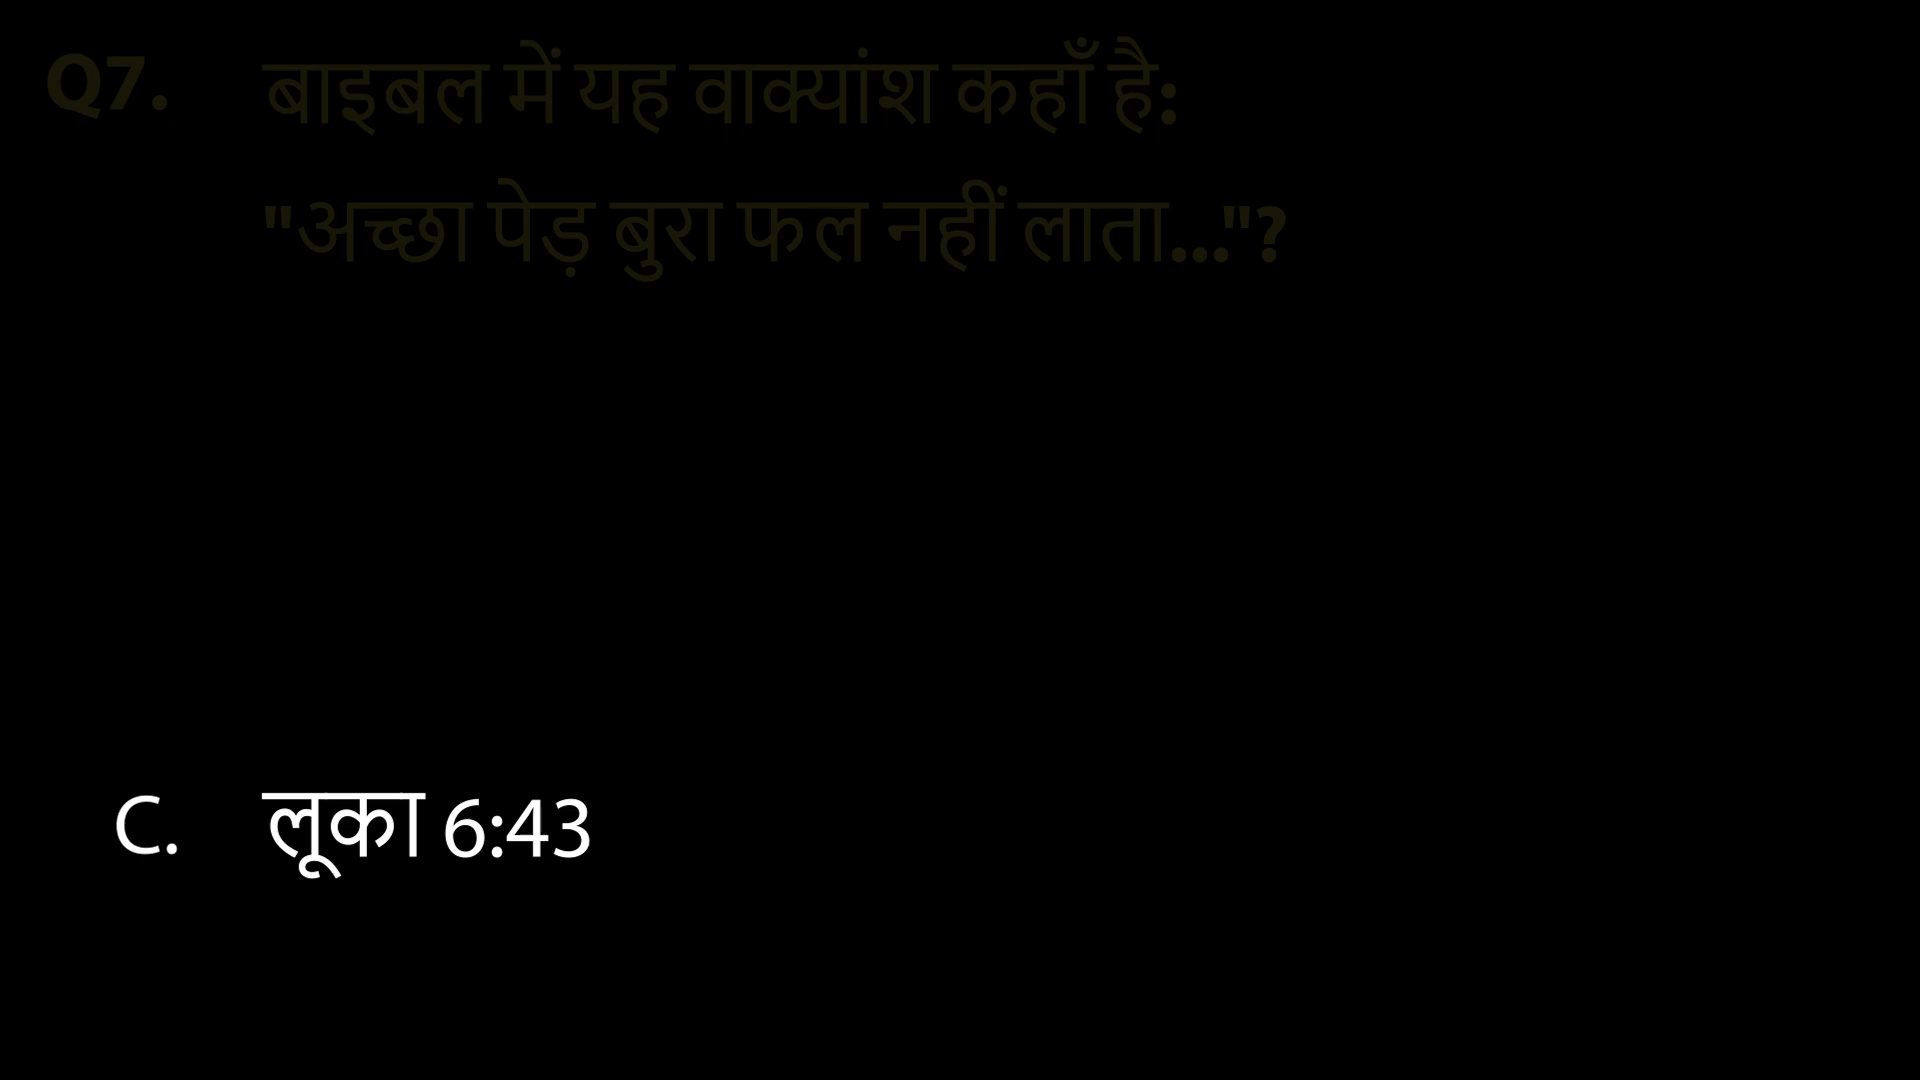 Q7. बाइबल में यह वाक्यांश कहाँ है:
"अच्छा पेड़ बुरा फल नहीं लाता..."?
C. लूका 6:43